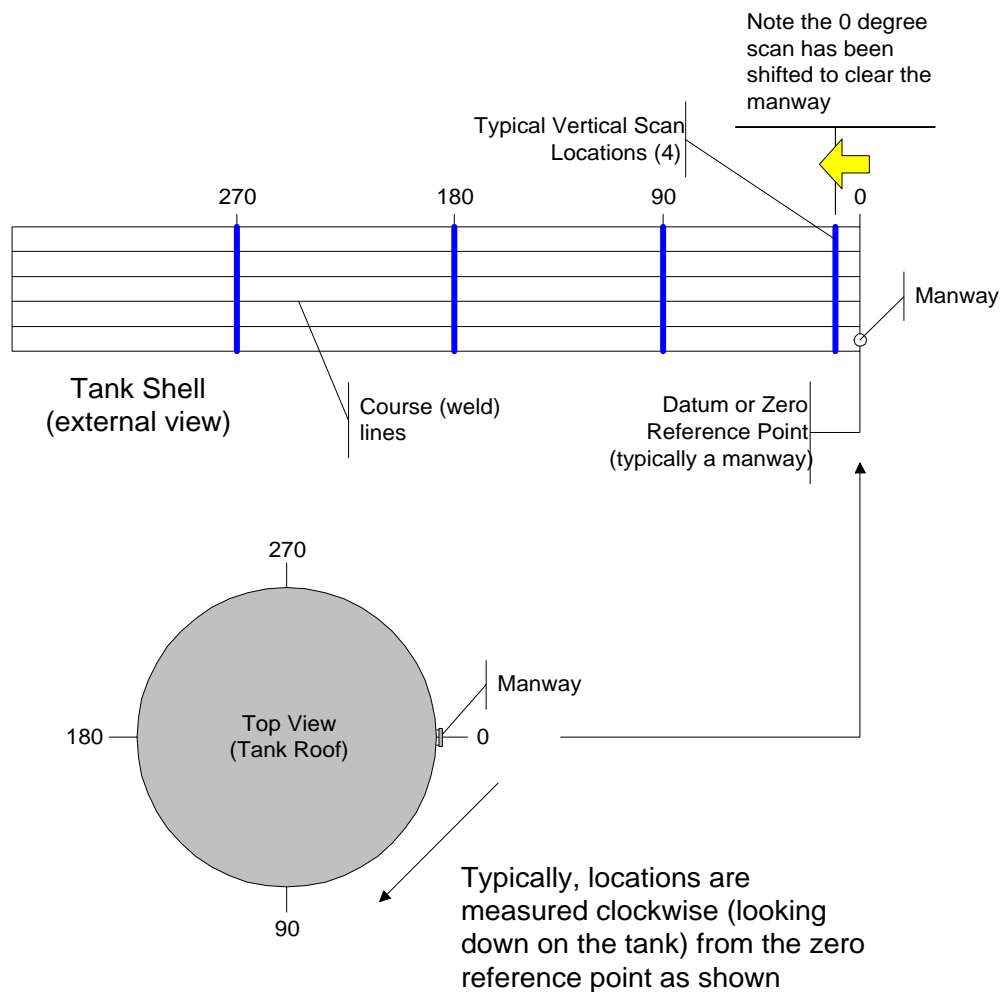 Note the 0 degree
scan has been
shifted to clear the
manway
Typical Vertical Scan
Locations (4)
270
180
90
0
Manway
Tank Shell
(external view)
Course (weld)
lines
Datum or Zero
Reference Point
(typically a manway)
270
Manway
180
Top View
(Tank Roof)
0
90
Typically, locations are
measured clockwise (looking
down on the tank) from the zero
reference point as shown